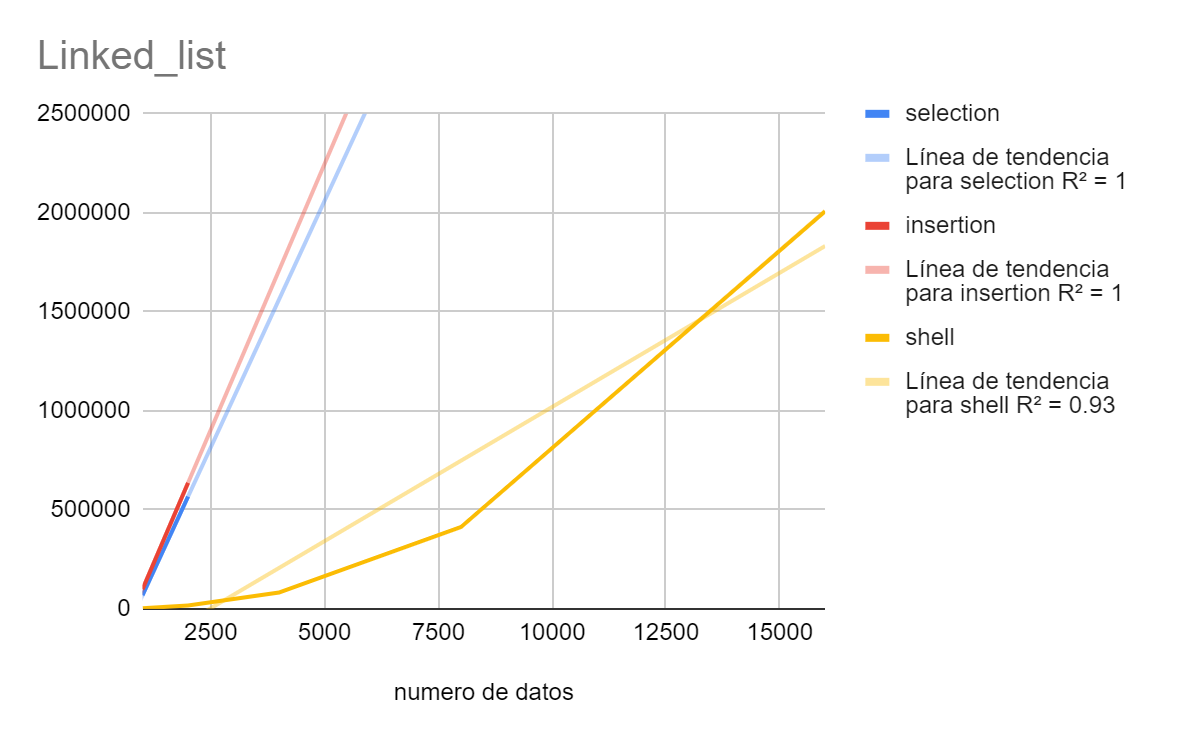 Linked_list
2500000
2000000
1500000
1000000
500000
0
2500 5000 7500 10000 12500 15000
numero de datos
selection
Línea de tendencia
para selection R² = 1
insertion
Línea de tendencia
para insertion R² = 1
shell
Línea de tendencia
para shell R² = 0.93